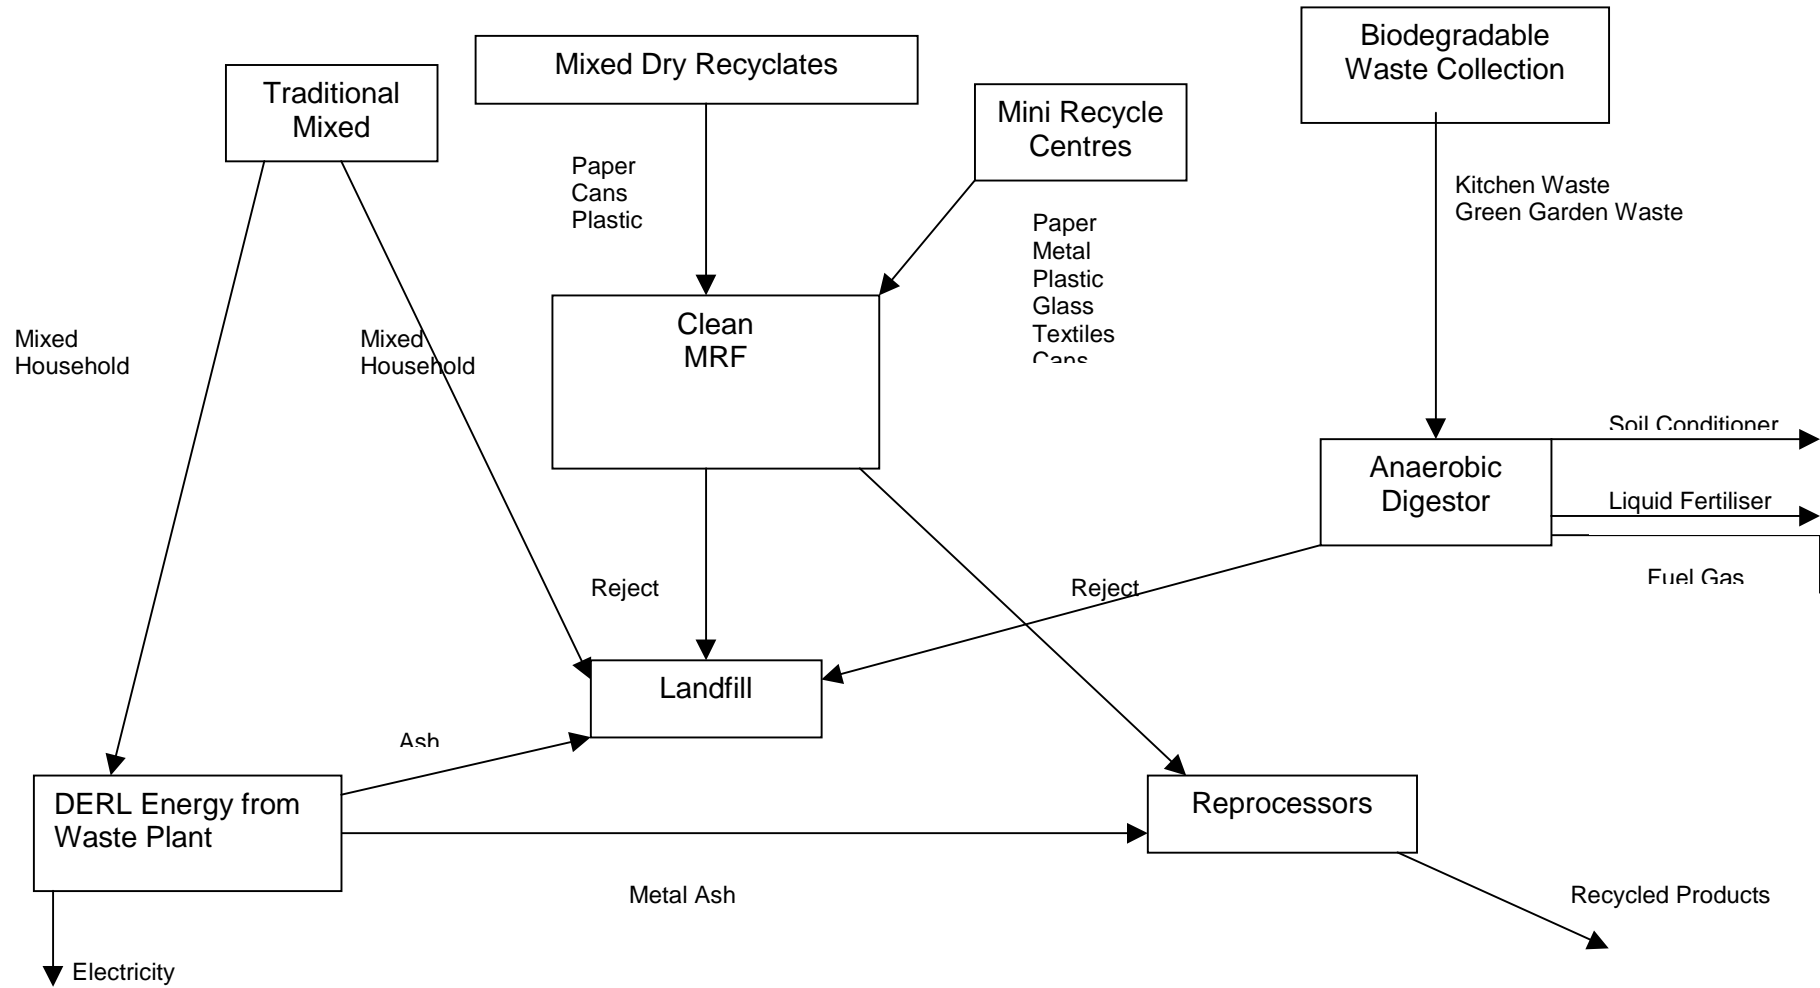 Biodegradable
Waste Collection
Mixed Dry Recyclates
Traditional
Mixed
Mini Recycle
Centres
Paper
Cans
Plastic
Kitchen Waste
Green Garden Waste
Paper
Metal
Plastic
Glass
Textiles
Cans
Clean
MRF
Mixed
Household
Mixed
Household
Soil Conditioner
Anaerobic
Digestor
Liquid Fertiliser
Fuel Gas
Reject
Reject
Landfill
Ash
DERL Energy from
Waste Plant
Reprocessors
Metal Ash
Recycled Products
Electricity